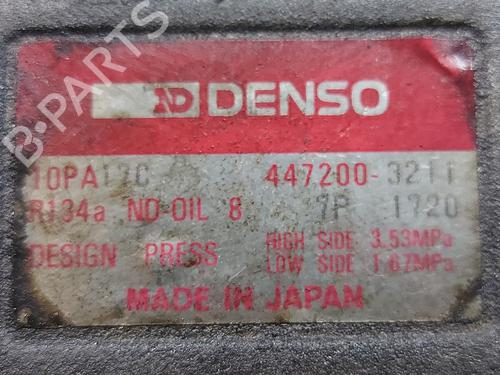 B-PARTS
ND DENSO
10PA17C 447200-3211
R134a ND-OIL 8 7P 1720
DESIGN PRESS HIGH SIDE 3.53MPa
LOW SIDE 1.67MPa
MADE IN JAPAN